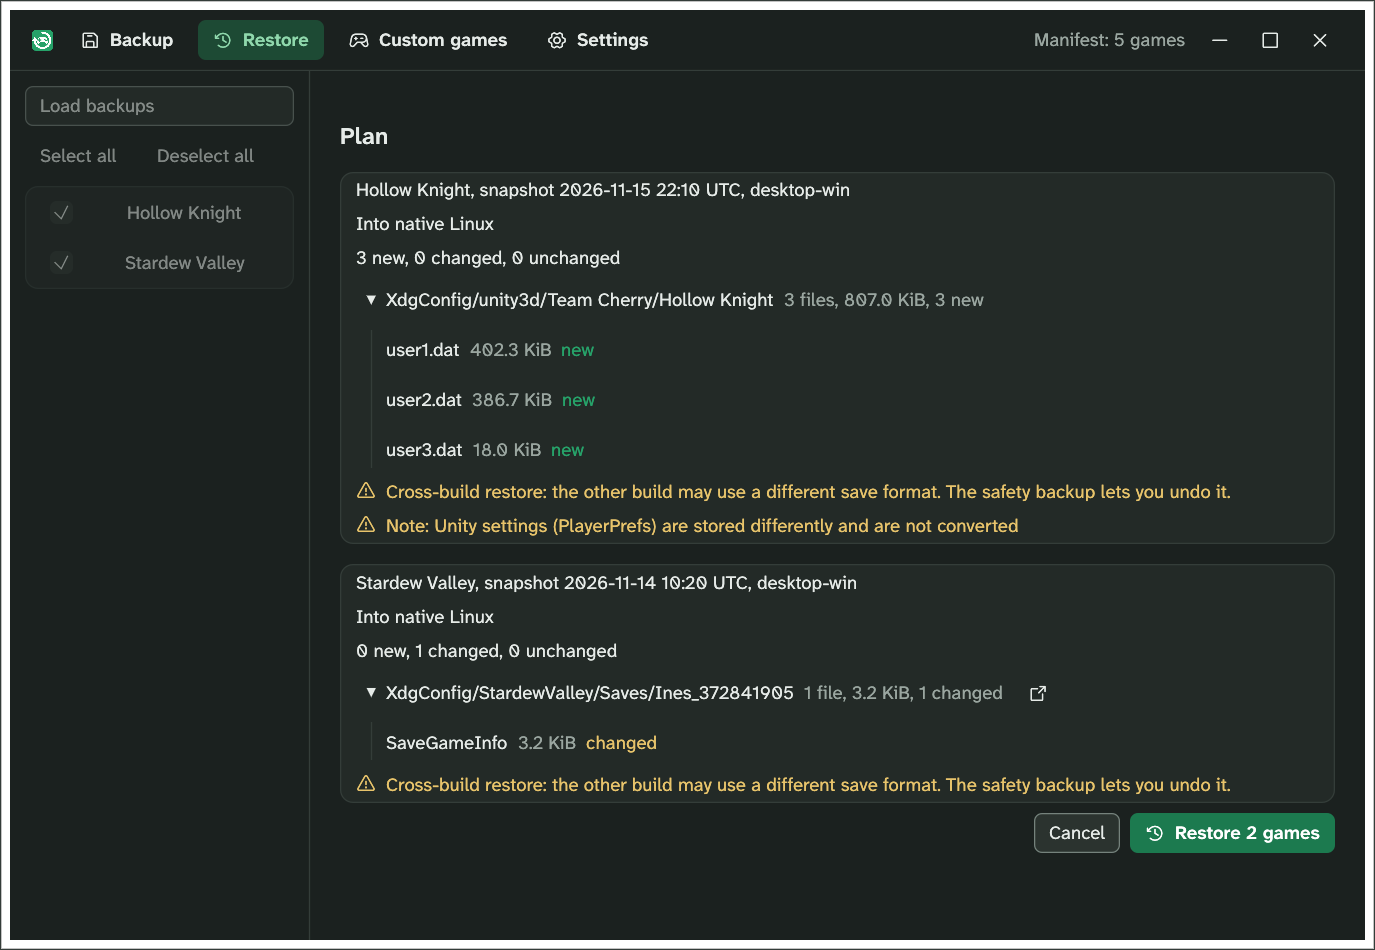 Backup
Restore
Custom games
Settings
Manifest: 5 games
Load backups
Select all
Deselect all
Hollow Knight
Stardew Valley
Plan
Hollow Knight, snapshot 2026-11-15 22:10 UTC, desktop-win
Into native Linux
3 new, 0 changed, 0 unchanged
XdgConfig/unity3d/Team Cherry/Hollow Knight 3 files, 807.0 KiB, 3 new
user1.dat 402.3 KiB new
user2.dat 386.7 KiB new
user3.dat 18.0 KiB new
Cross-build restore: the other build may use a different save format. The safety backup lets you undo it.
Note: Unity settings (PlayerPrefs) are stored differently and are not converted
Stardew Valley, snapshot 2026-11-14 10:20 UTC, desktop-win
Into native Linux
0 new, 1 changed, 0 unchanged
XdgConfig/StardewValley/Saves/Ines_372841905 1 file, 3.2 KiB, 1 changed
SaveGameInfo 3.2 KiB changed
Cross-build restore: the other build may use a different save format. The safety backup lets you undo it.
Cancel
Restore 2 games